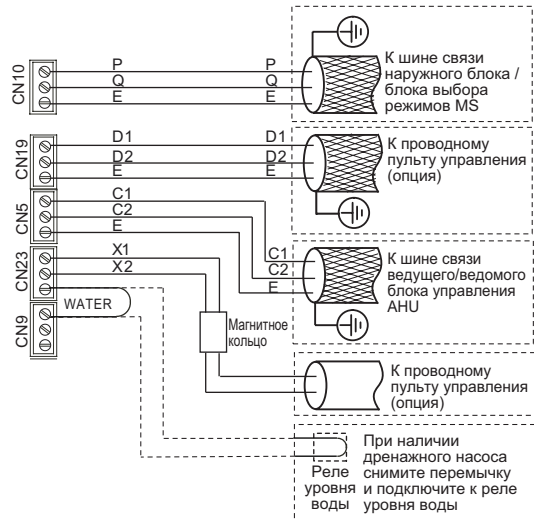 CN10
P
Q
E
P
Q
E
К шине связи
наружного блока /
блока выбора
режимов MS
CN19
D1
D2
E
D1
D2
E
К проводному
пульту управления
(опция)
CN5
C1
C2
E
C1
C2
E
К шине связи
ведущего/ведомого
блока управления
AHU
CN23
X1
X2
WATER
CN9
Магнитное
кольцо
К проводному
пульту управления
(опция)
Реле
уровня
воды
При наличии
дренажного насоса
снимите перемычку
и подключите к реле
уровня воды